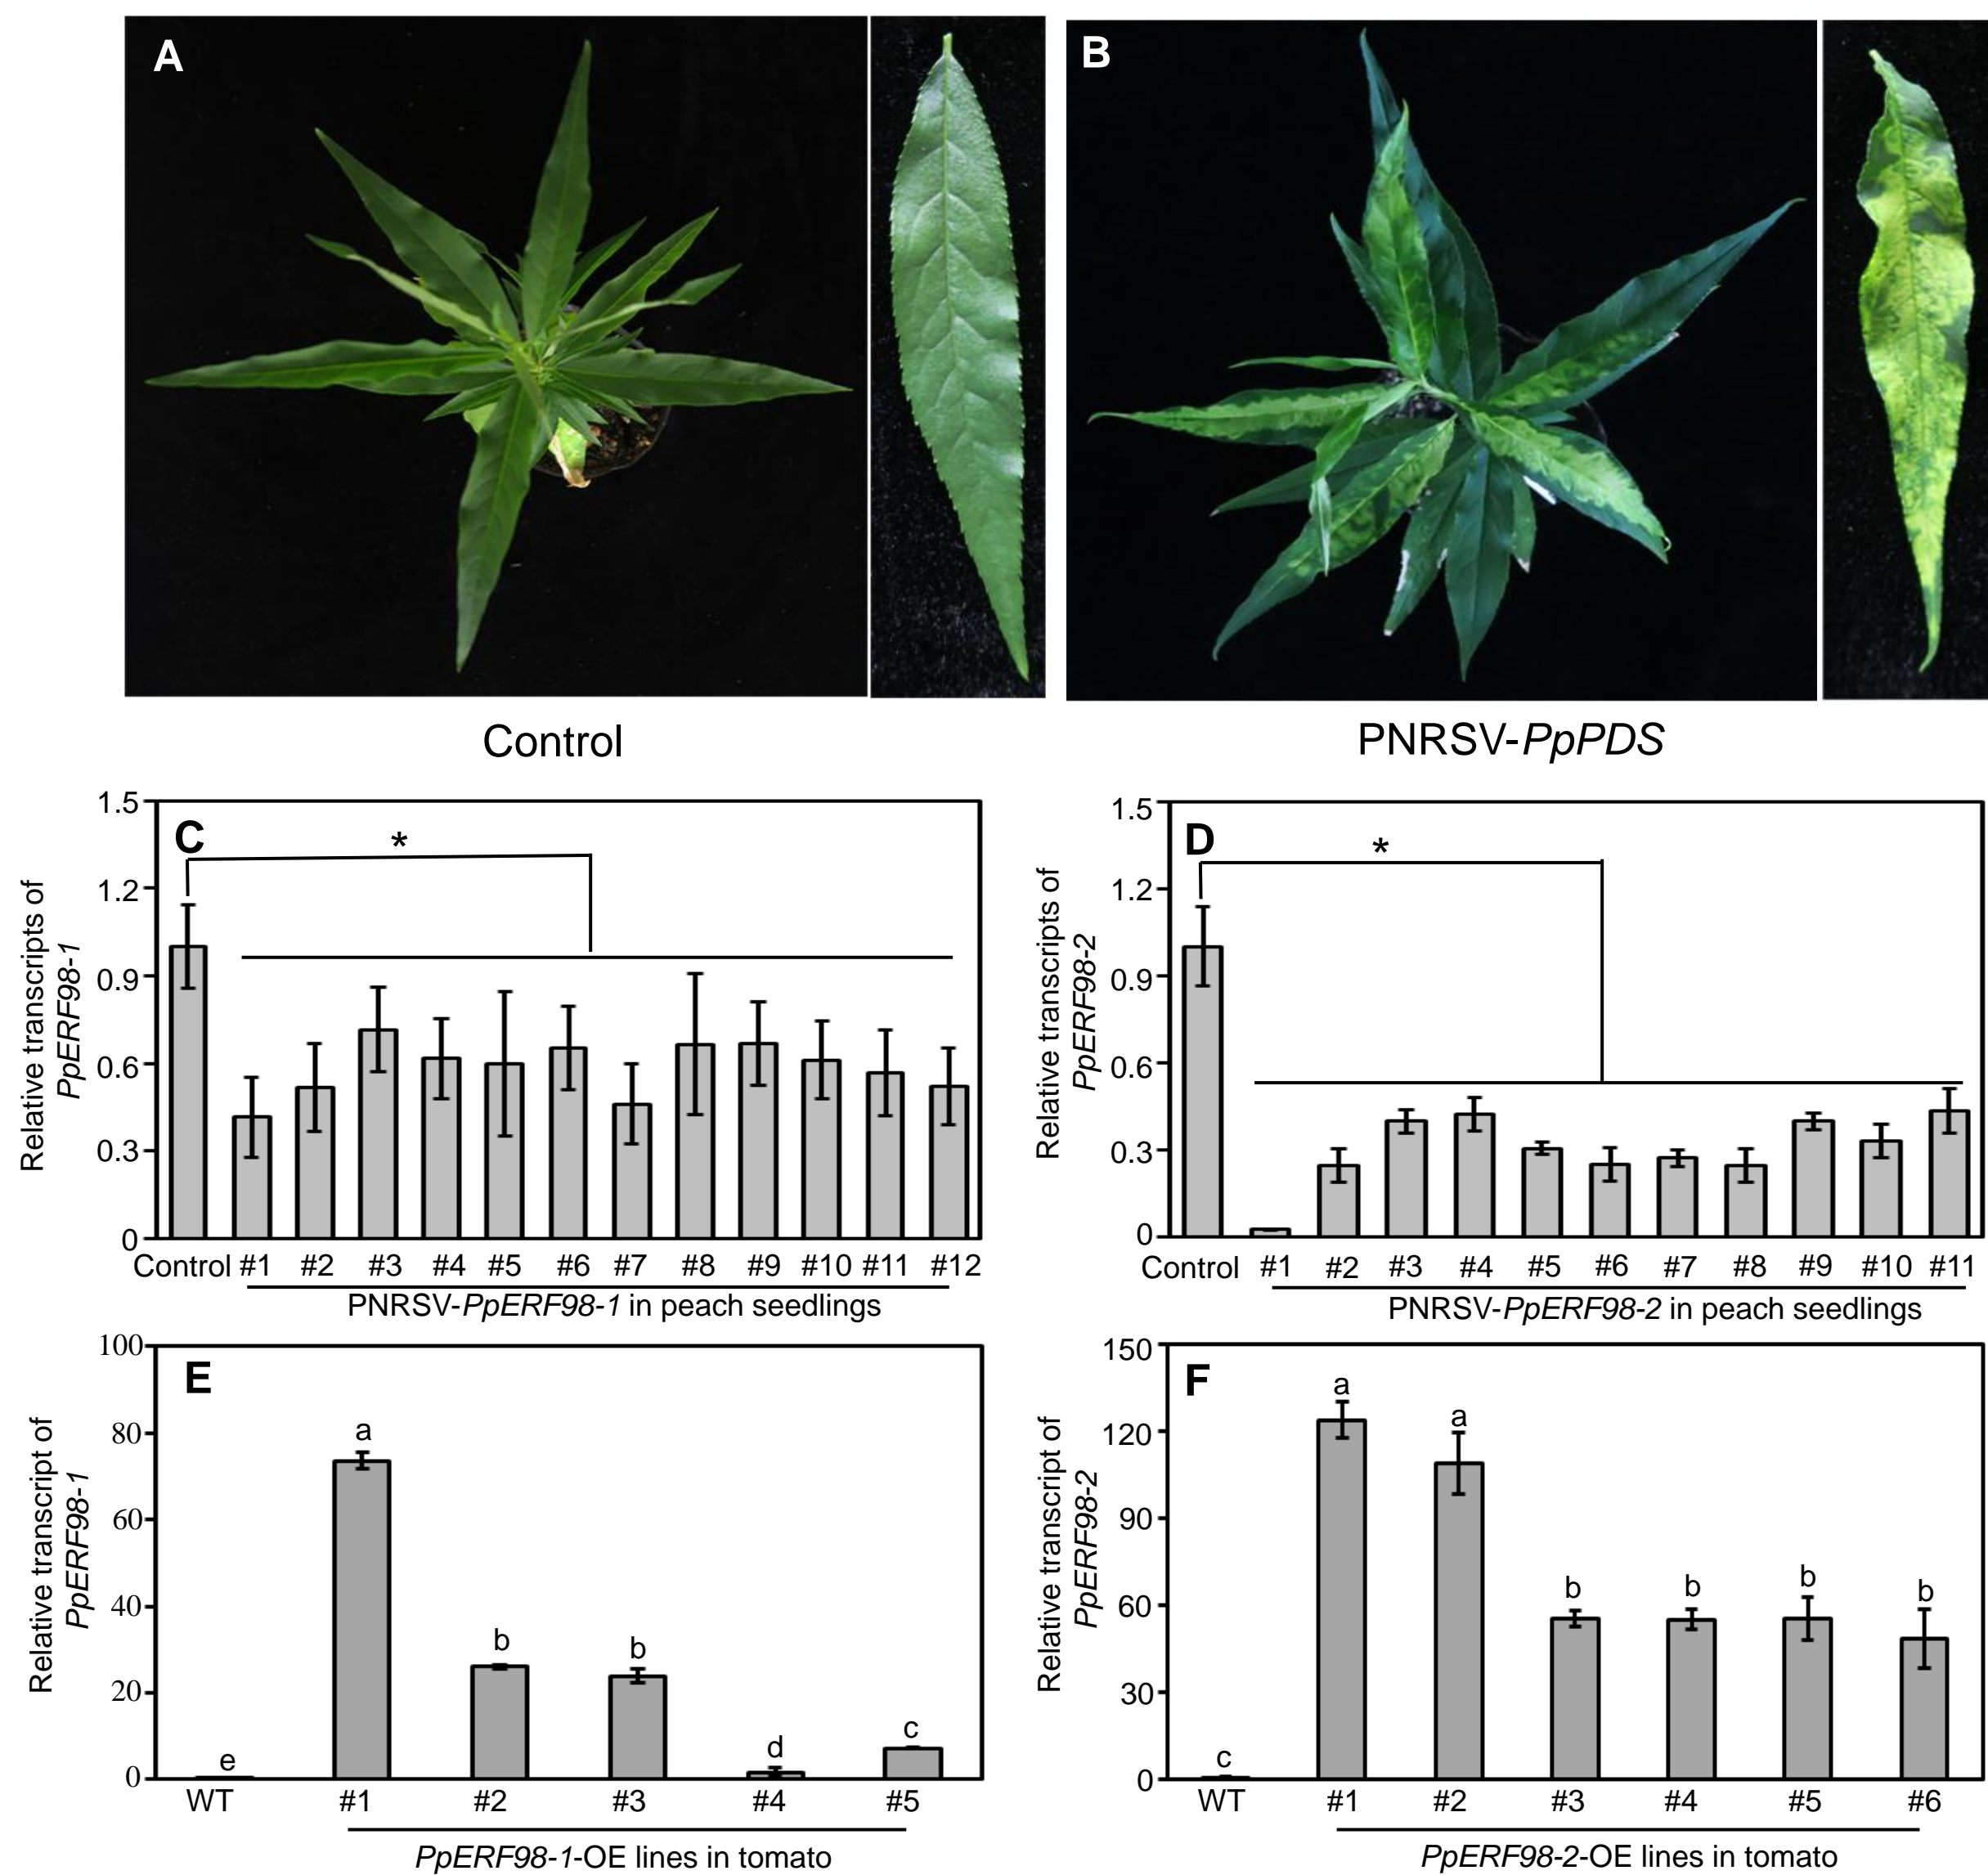 A
B
Control
PNRSV-PpPDS
C
*
1.5
1.2
0.9
0.6
0.3
0
Relative transcripts of
PpERF98-1
Control #1 #2 #3 #4 #5 #6 #7 #8 #9 #10 #11 #12
PNRSV-PpERF98-1 in peach seedlings
D
*
1.5
1.2
0.9
0.6
0.3
0
Relative transcripts of
PpERF98-2
Control #1 #2 #3 #4 #5 #6 #7 #8 #9 #10 #11
PNRSV-PpERF98-2 in peach seedlings
E
100
80
60
40
20
0
Relative transcript of
PpERF98-1
e a b b d c
WT #1 #2 #3 #4 #5
PpERF98-1-OE lines in tomato
F
150
120
90
60
30
0
Relative transcript of
PpERF98-2
c a a b b b b
WT #1 #2 #3 #4 #5 #6
PpERF98-2-OE lines in tomato